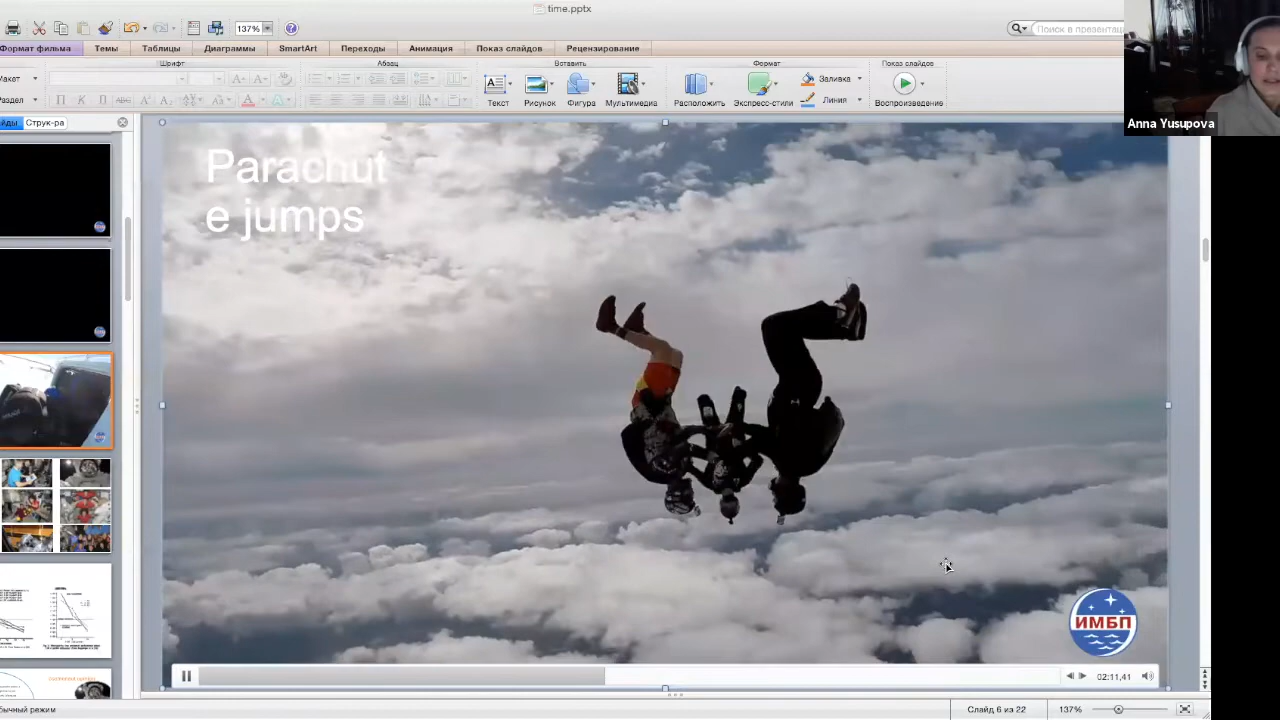 time.pptx
137%
Поиск в презентации
Формат фильма
Темы
Таблицы
Диаграммы
SmartArt
Переходы
Анимация
Показ слайдов
Рецензирование
Шрифт
Абзац
Вставить
Формат
Показ слайдов
Текст
Рисунок
Фигура
Мультимедиа
Расположить
Экспресс-стили
Заливка
Линия
Воспроизведение
Anna Yusupova
Струк-ра
Parachut
e jumps
ИМБП
02:11,41
Слайд 6 из 22
137%